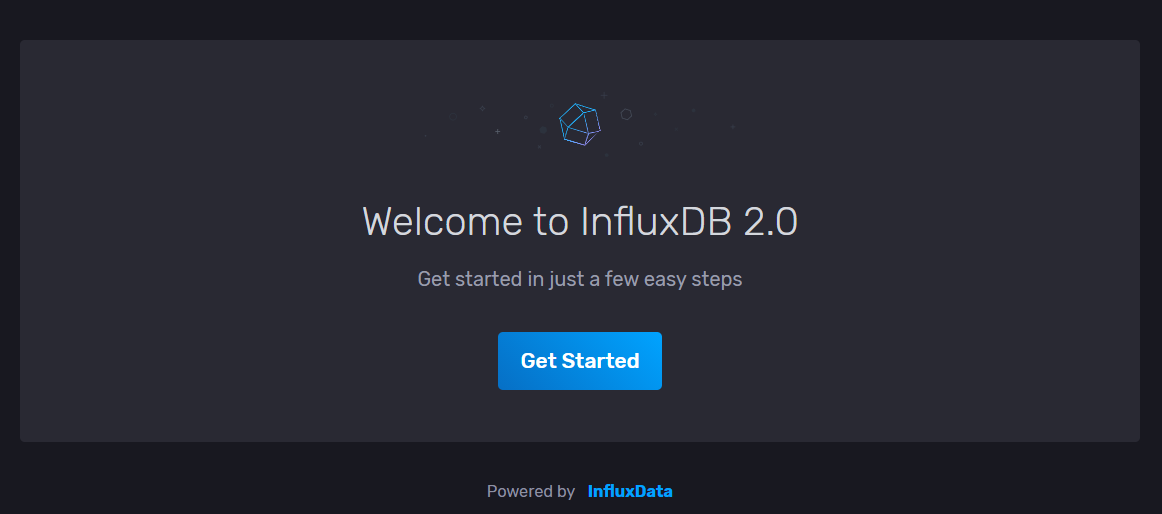 Welcome to InfluxDB 2.0
Get started in just a few easy steps
Get Started
Powered by InfluxData